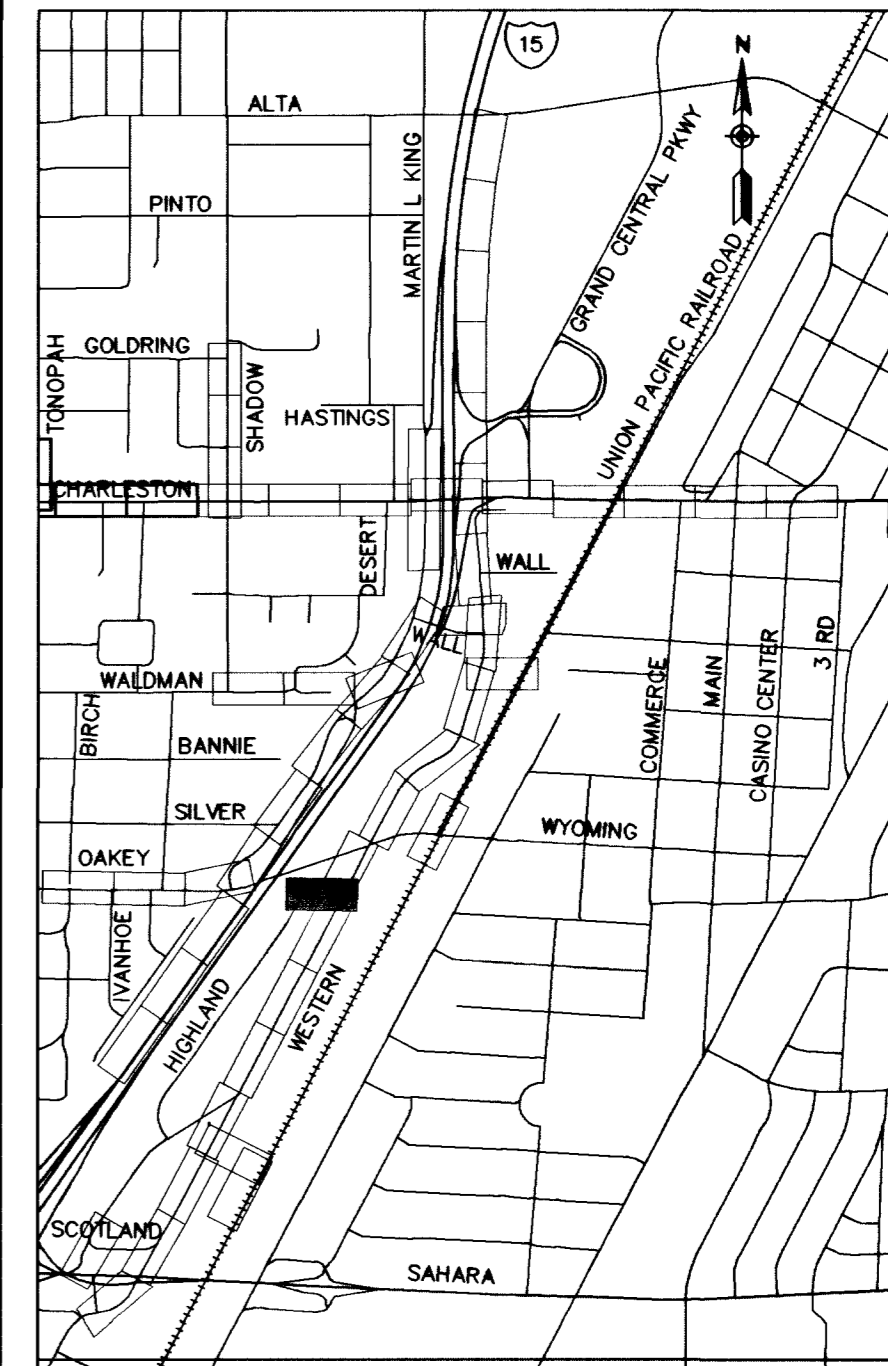 15
N
ALTA
MARTIN L KING
GRAND CENTRAL PKWY
PINTO
UNION PACIFIC RAILROAD
TONOPAH
GOLDRING
SHADOW
HASTINGS
CHARLESTON
DESERT
WALL
WALL
WALDMAN
COMMERCE
MAIN
CASINO CENTER
3 RD
BIRCH
BANNIE
SILVER
WYOMING
OAKEY
IVANHOE
HIGHLAND
WESTERN
SCOTLAND
SAHARA